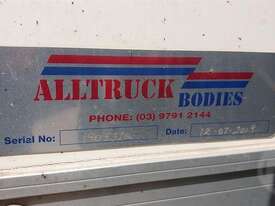 ALLTRUCK
BODIES
PHONE: (03) 9791 2144
Serial No:
Date: